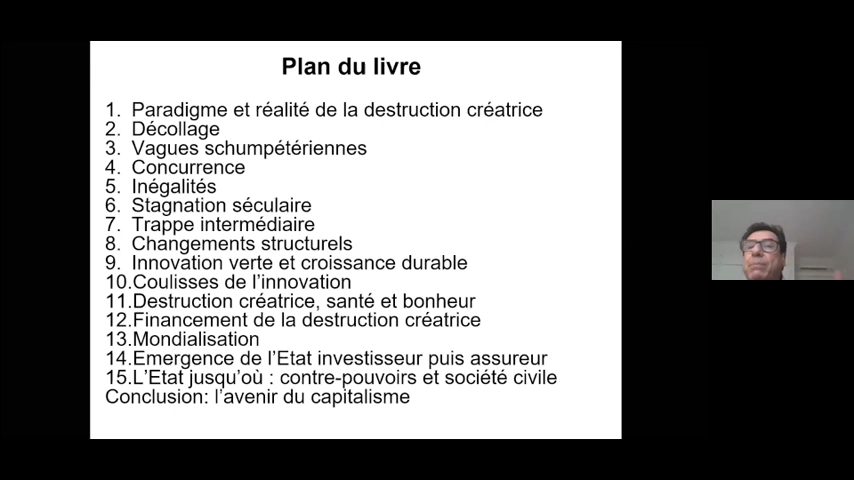 Plan du livre
1. Paradigme et réalité de la destruction créatrice
2. Décollage
3. Vagues schumpétériennes
4. Concurrence
5. Inégalités
6. Stagnation séculaire
7. Trappe intermédiaire
8. Changements structurels
9. Innovation verte et croissance durable
10.Coulisses de l’innovation
11.Destruction créatrice, santé et bonheur
12.Financement de la destruction créatrice
13.Mondialisation
14.Emergence de l’Etat investisseur puis assureur
15.L’Etat jusqu’où : contre-pouvoirs et société civile
Conclusion: l’avenir du capitalisme